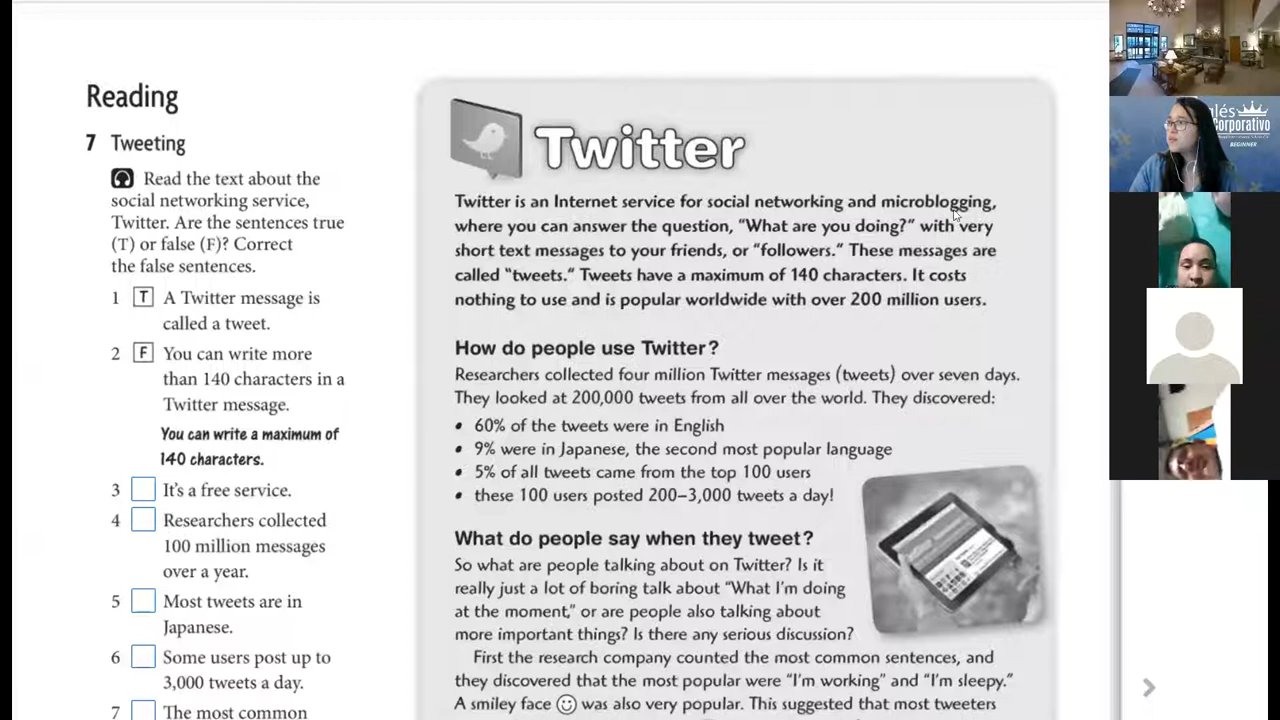 Reading
7 Tweeting
Read the text about the
social networking service,
Twitter. Are the sentences true
(T) or false (F)? Correct
the false sentences.
1 T A Twitter message is
called a tweet.
2 F You can write more
than 140 characters in a
Twitter message.
You can write a maximum of
140 characters.
3 It's a free service.
4 Researchers collected
100 million messages
over a year.
5 Most tweets are in
Japanese.
6 Some users post up to
3,000 tweets a day.
7 The most common
Twitter
Twitter is an Internet service for social networking and microblogging,
where you can answer the question, “What are you doing?” with very
short text messages to your friends, or “followers.” These messages are
called “tweets.” Tweets have a maximum of 140 characters. It costs
nothing to use and is popular worldwide with over 200 million users.
How do people use Twitter?
Researchers collected four million Twitter messages (tweets) over seven days.
They looked at 200,000 tweets from all over the world. They discovered:
• 60% of the tweets were in English
• 9% were in Japanese, the second most popular language
• 5% of all tweets came from the top 100 users
• these 100 users posted 200–3,000 tweets a day!
What do people say when they tweet?
So what are people talking about on Twitter? Is it
really just a lot of boring talk about “What I'm doing
at the moment,” or are people also talking about
more important things? Is there any serious discussion?
First the research company counted the most common sentences, and
they discovered that the most popular were “I'm working” and “I'm sleepy.”
A smiley face ☺ was also very popular. This suggested that most tweeters
glés
Corporativo
BEGINNER